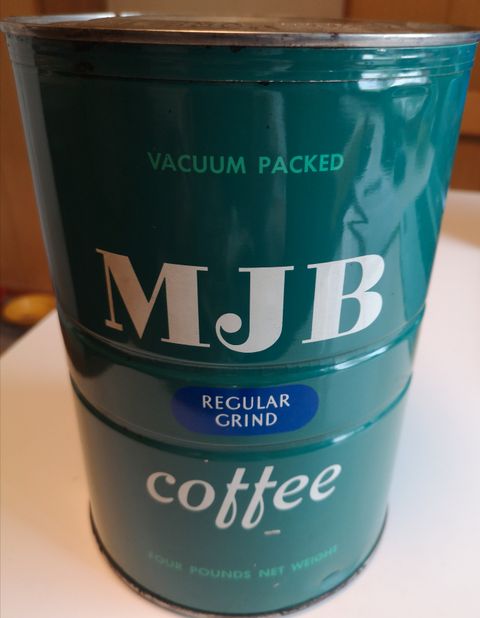 VACUUM PACKED
MJB
REGULAR
GRIND
coffee
FOUR POUNDS NET WEIGHT